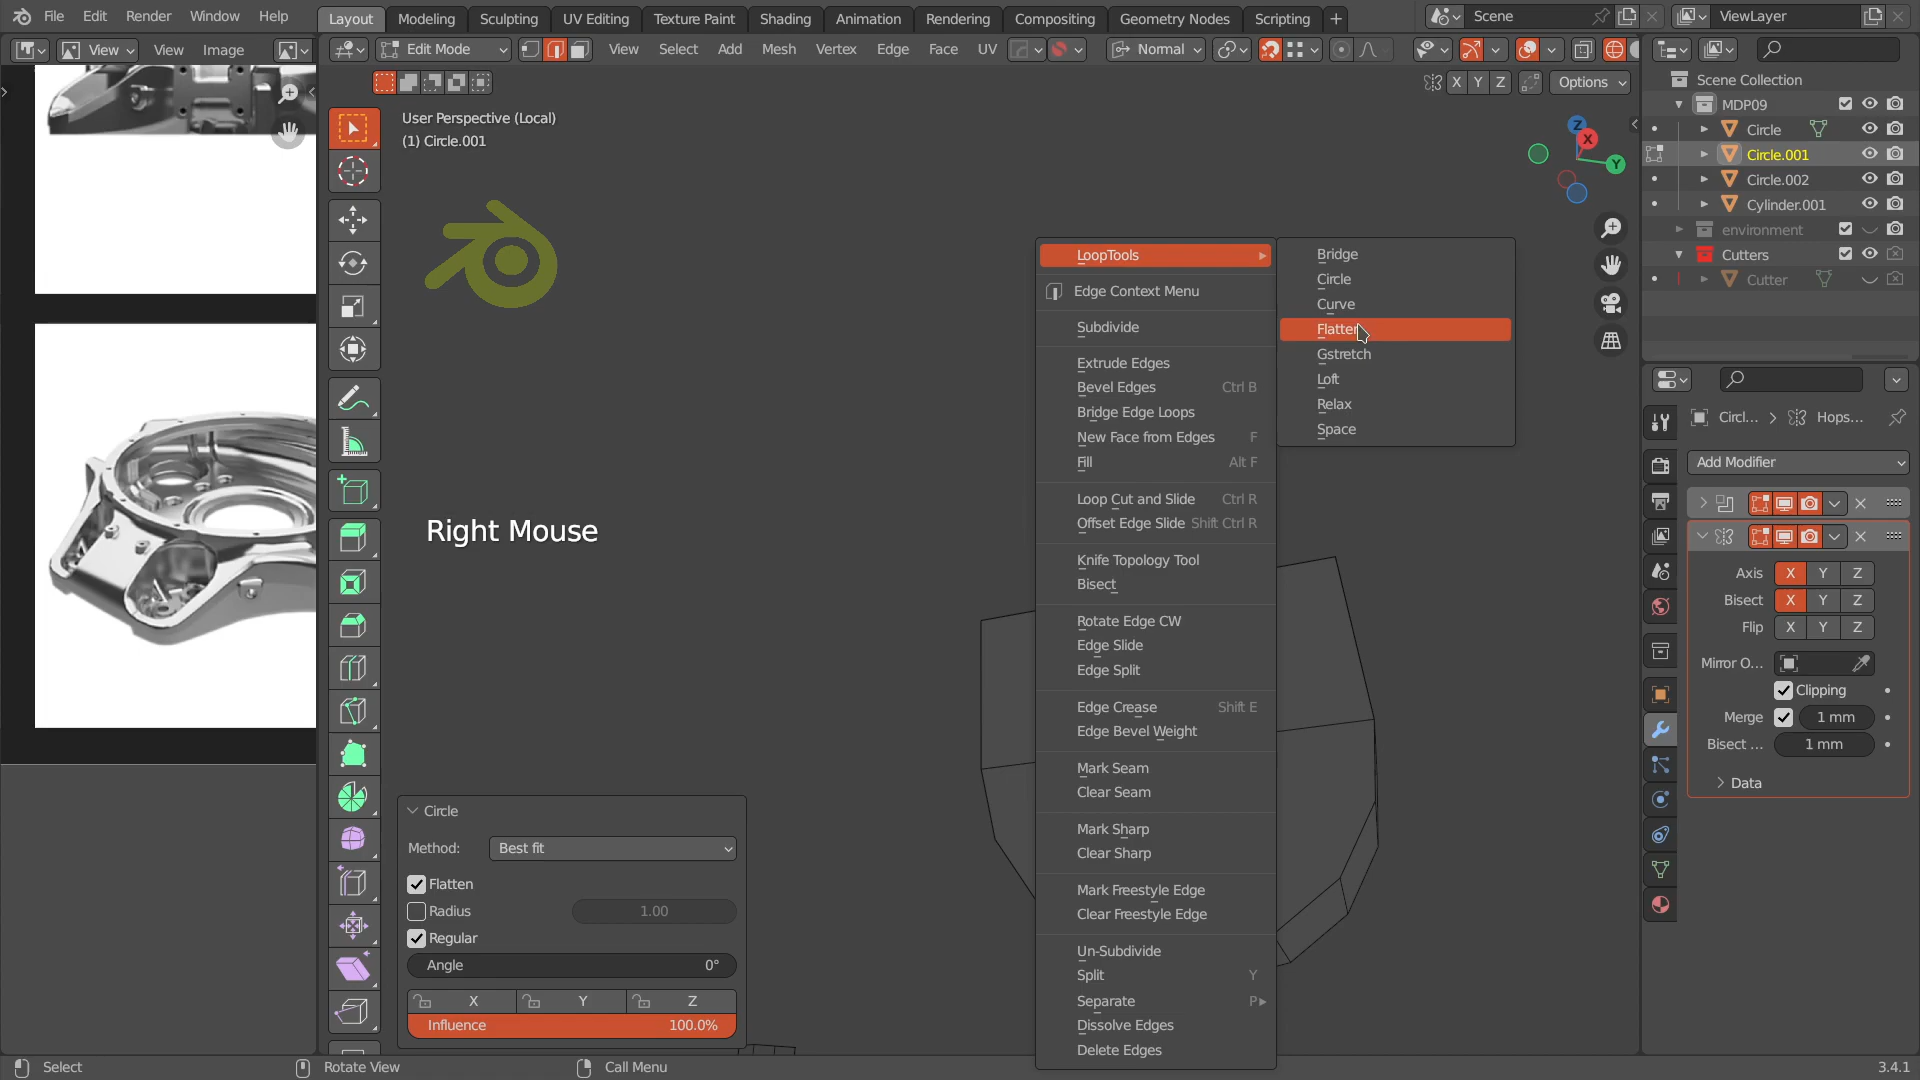 File Edit Render Window Help Layout Modeling Sculpting UV Editing Texture Paint Shading Animation Rendering Compositing Geometry Nodes Scripting + Scene ViewLayer
View View Image Edit Mode View Select Add Mesh Vertex Edge Face UV Normal
X Y Z Options
User Perspective (Local)
(1) Circle.001
Z
X
Y
Scene Collection
MDP09
Circle
Circle.001
Circle.002
Cylinder.001
environment
Cutters
Cutter
LoopTools
Edge Context Menu
Subdivide
Extrude Edges
Bevel Edges Ctrl B
Bridge Edge Loops
New Face from Edges F
Fill Alt F
Loop Cut and Slide Ctrl R
Offset Edge Slide Shift Ctrl R
Knife Topology Tool
Bisect
Rotate Edge CW
Edge Slide
Edge Split
Edge Crease Shift E
Edge Bevel Weight
Mark Seam
Clear Seam
Mark Sharp
Clear Sharp
Mark Freestyle Edge
Clear Freestyle Edge
Un-Subdivide
Split Y
Separate P
Dissolve Edges
Delete Edges
Bridge
Circle
Curve
Flatten
Gstretch
Loft
Relax
Space
Right Mouse
Circl... Hops...
Add Modifier
Axis X Y Z
Bisect X Y Z
Flip X Y Z
Mirror O...
Clipping
Merge 1 mm
Bisect ... 1 mm
Data
Circle
Method: Best fit
Flatten
Radius 1.00
Regular
Angle 0°
X Y Z
Influence 100.0%
Select Rotate View Call Menu 3.4.1